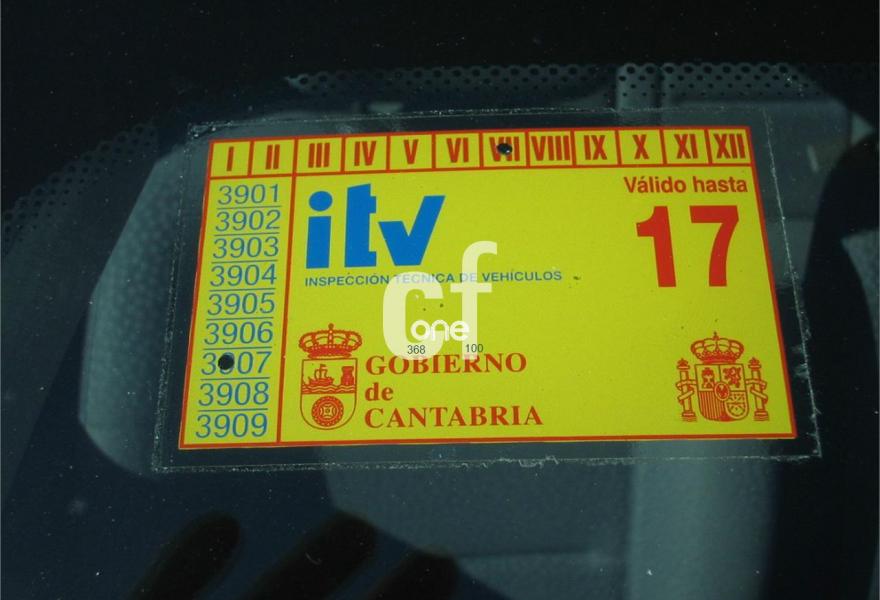 I II III IV V VI VII VIII IX X XI XII
3901
3902
3903
3904
3905
3906
3907
3908
3909
itv
INSPECCIÓN TÉCNICA DE VEHÍCULOS
Válido hasta
17
cf
one
368 100
GOBIERNO
de
CANTABRIA